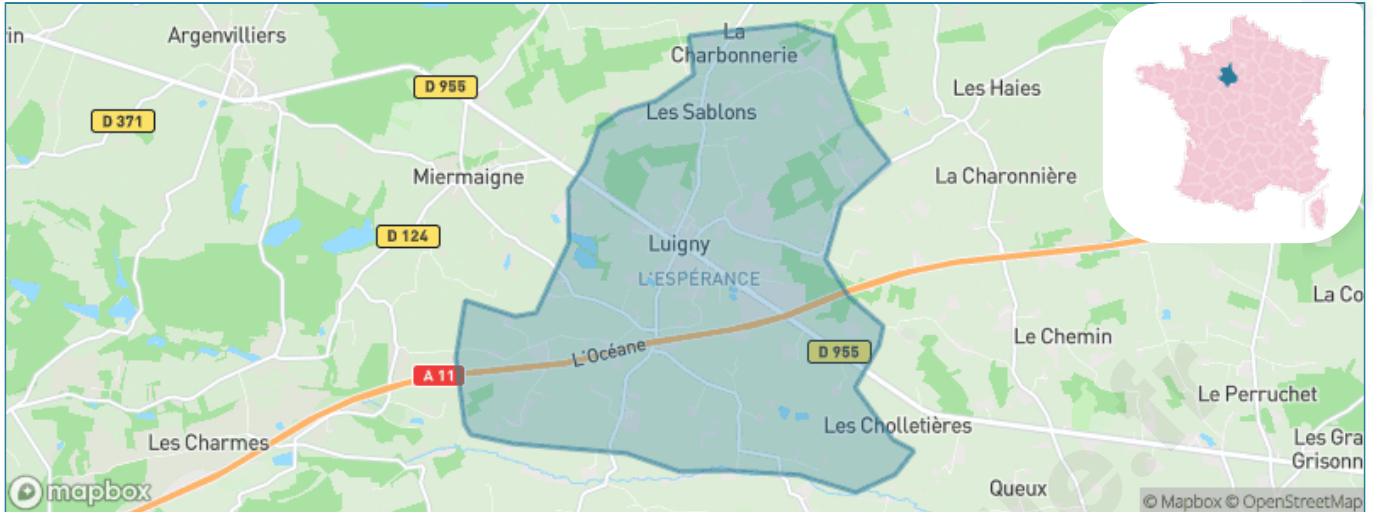 rin
Argenvilliers
La
Charbonnerie
D 955
Les Haies
D 371
Les Sablons
Miermaigne
La Charonnière
D 124
Luigny
L'ESPÉRANCE
La Co
L'Océane
D 955
Le Chemin
A 11
Le Perruchet
Les Charmes
Les Cholletières
Les Gra
Grisonn
Queux
mapbox
© Mapbox © OpenStreetMap